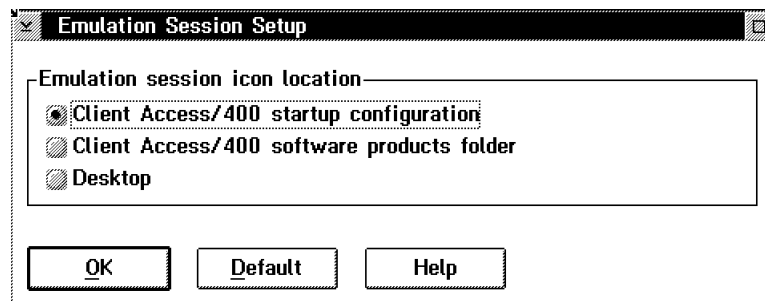 Emulation Session Setup
Emulation session icon location
Client Access/400 startup configuration
Client Access/400 software products folder
Desktop
OK Default Help